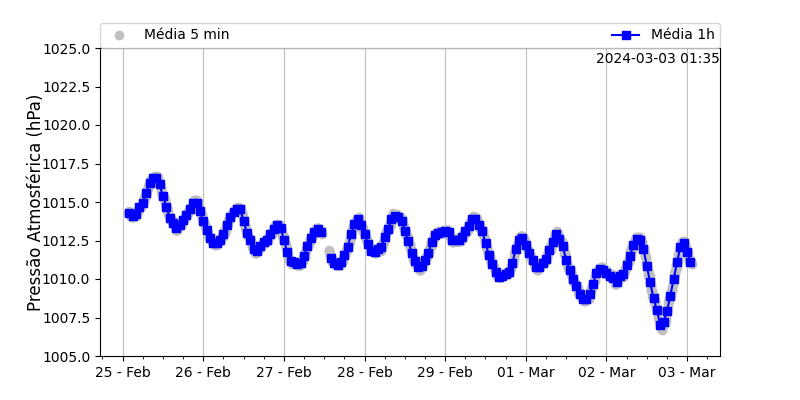 Média 5 min
Média 1h
2024-03-03 01:35
Pressão Atmosférica (hPa)
1025.0
1022.5
1020.0
1017.5
1015.0
1012.5
1010.0
1007.5
1005.0
25 - Feb
26 - Feb
27 - Feb
28 - Feb
29 - Feb
01 - Mar
02 - Mar
03 - Mar